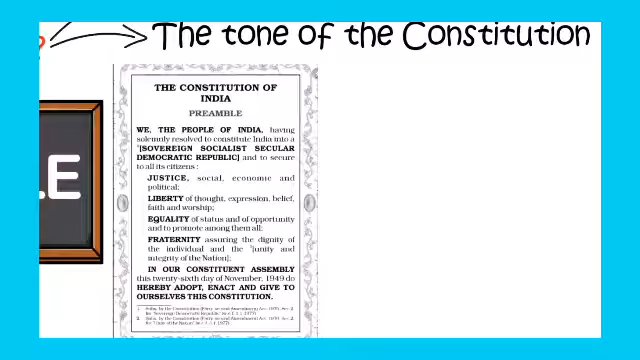 The tone of the Constitution
LE
THE CONSTITUTION OF
INDIA
PREAMBLE
WE, THE PEOPLE OF INDIA, having
solemnly resolved to constitute India into a
¹[SOVEREIGN SOCIALIST SECULAR
DEMOCRATIC REPUBLIC] and to secure
to all its citizens :
JUSTICE, social, economic and
political;
LIBERTY of thought, expression, belief,
faith and worship;
EQUALITY of status and of opportunity
and to promote among them all;
FRATERNITY assuring the dignity of
the individual and the ²[unity and
integrity of the Nation];
IN OUR CONSTITUENT ASSEMBLY
this twenty-sixth day of November, 1949 do
HEREBY ADOPT, ENACT AND GIVE TO
OURSELVES THIS CONSTITUTION.